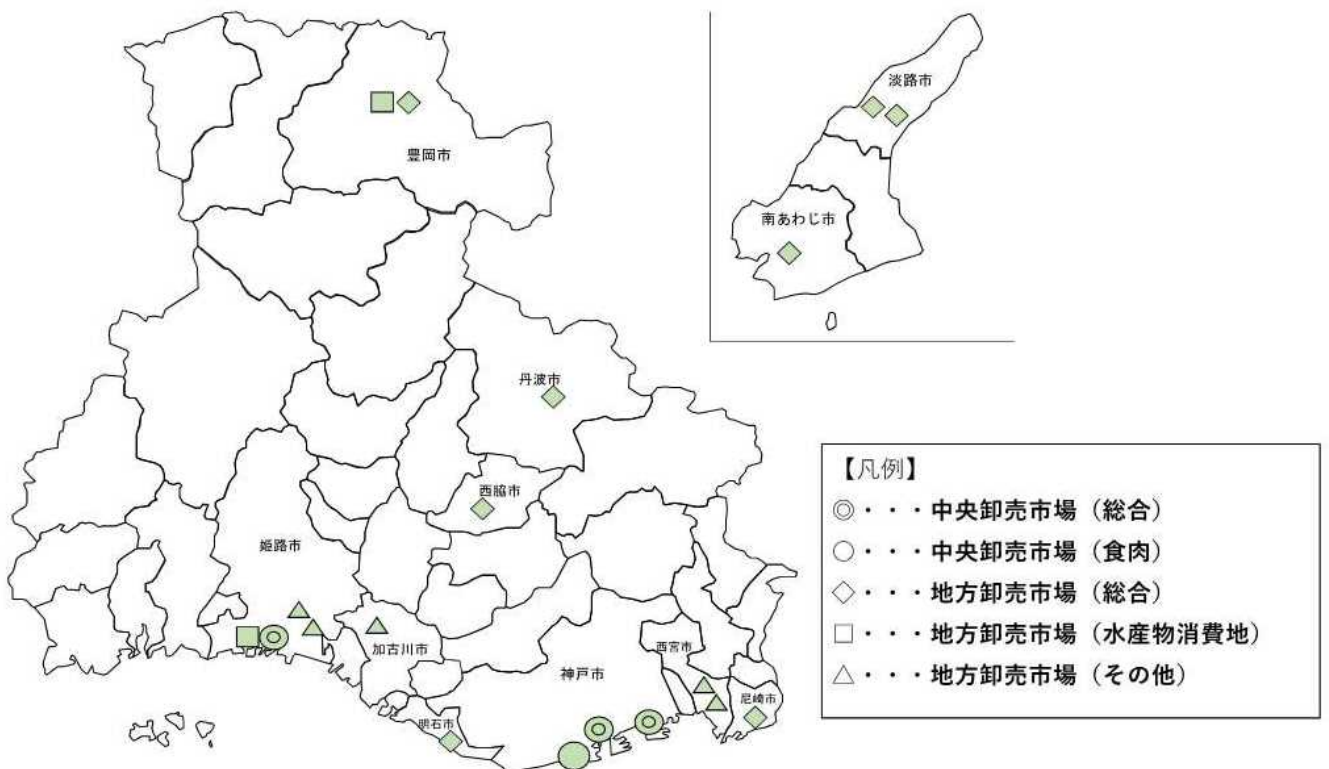 淡路市
豊岡市
南あわじ市
丹波市
西脇市
姫路市
加古川市
西宮市
神戸市
尼崎市
明石市
【凡例】
◎・・・中央卸売市場（総合）
○・・・中央卸売市場（食肉）
◇・・・地方卸売市場（総合）
□・・・地方卸売市場（水産物消費地）
△・・・地方卸売市場（その他）